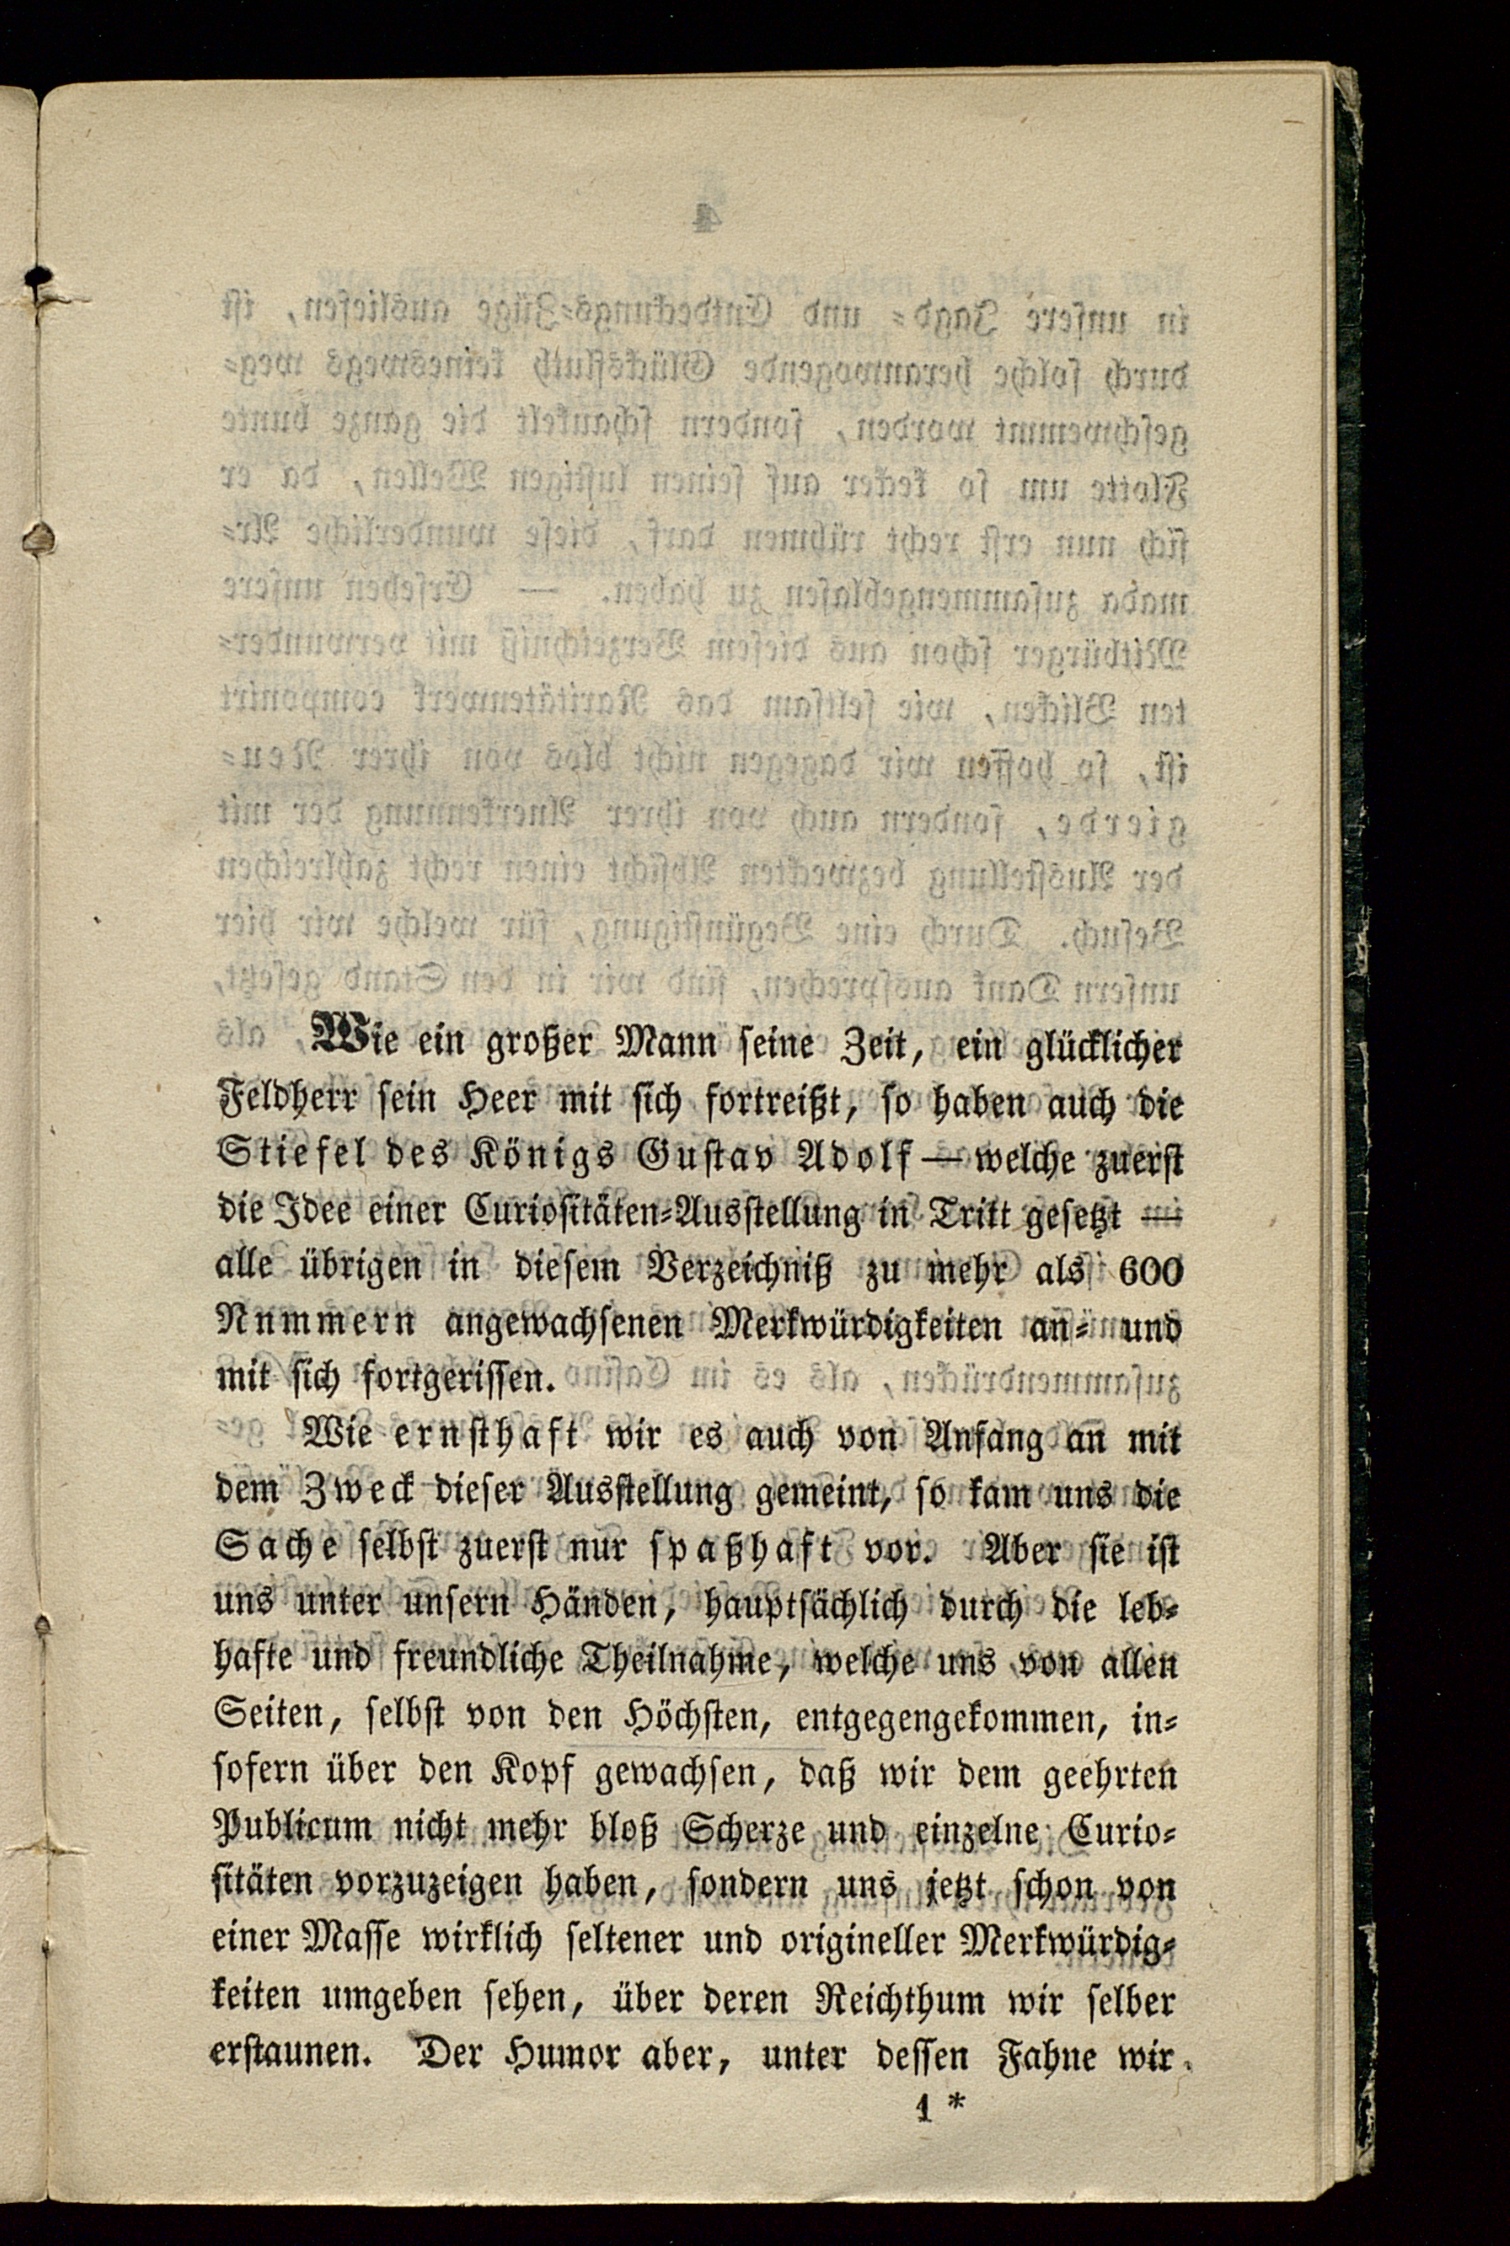 Wie ein großer Mann seine Zeit, ein glücklicher
Feldherr sein Heer mit sich fortreißt, so haben auch die
Stiefel des Königs Gustav Adolf — welche zuerst
die Idee einer Curiositäten-Ausstellung in Tritt gesetzt —
alle übrigen in diesem Verzeichniß zu mehr als 600
Nnmmern angewachsenen Merkwürdigkeiten an- und
mit sich fortgerissen.
Wie ernsthaft wir es auch von Anfang an mit
dem Zweck dieser Ausstellung gemeint, so kam uns die
Sache selbst zuerst nur spaßhaft vor. Aber sie ist
uns unter unsern Händen, hauptsächlich durch die leb-
hafte und freundliche Theilnahme, welche uns von allen
Seiten, selbst von den Höchsten, entgegengekommen, in-
sofern über den Kopf gewachsen, daß wir dem geehrten
Publicum nicht mehr bloß Scherze und einzelne Curio-
sitäten vorzuzeigen haben, sondern uns jetzt schon von
einer Masse wirklich seltener und origineller Merkwürdig-
keiten umgeben sehen, über deren Reichthum wir selber
erstaunen. Der Humor aber, unter dessen Fahne wir
1 *